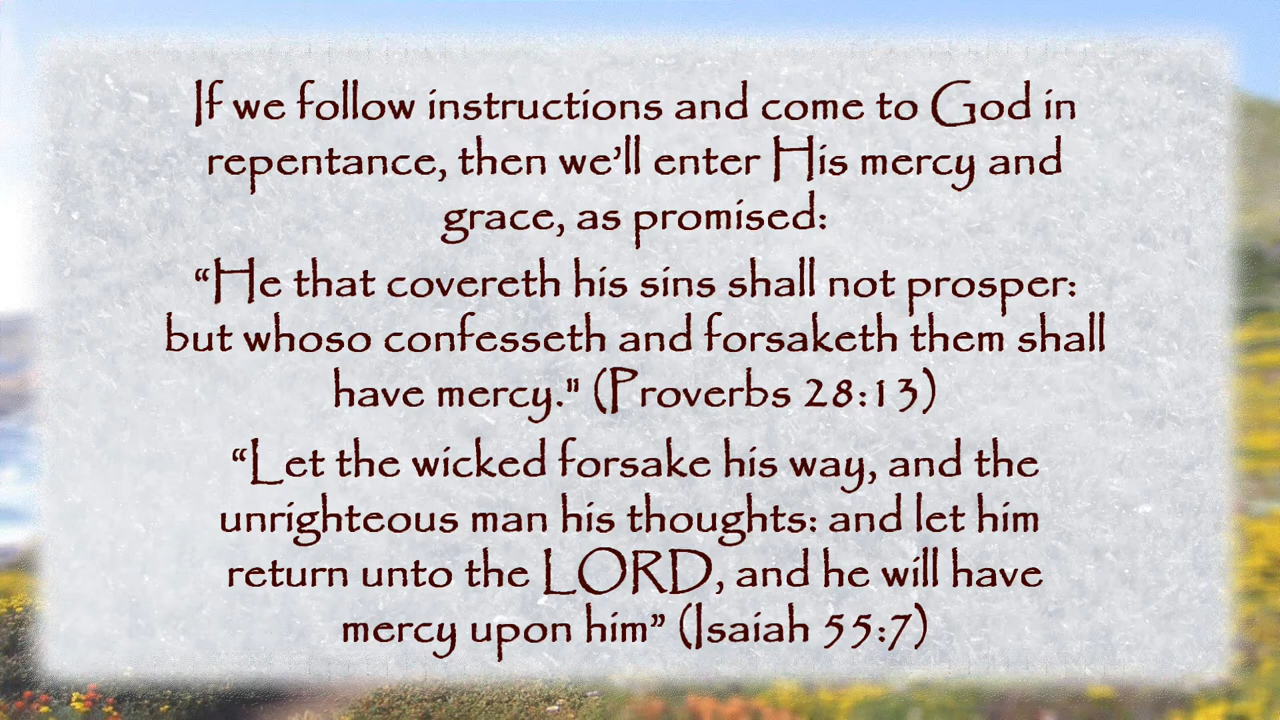 If we follow instructions and come to God in
repentance, then we’ll enter His mercy and
grace, as promised:
“He that covereth his sins shall not prosper:
but whoso confesseth and forsaketh them shall
have mercy." (Proverbs 28:13)
“Let the wicked forsake his way, and the
unrighteous man his thoughts: and let him
return unto the LORD, and he will have
mercy upon him” (Isaiah 55:7)